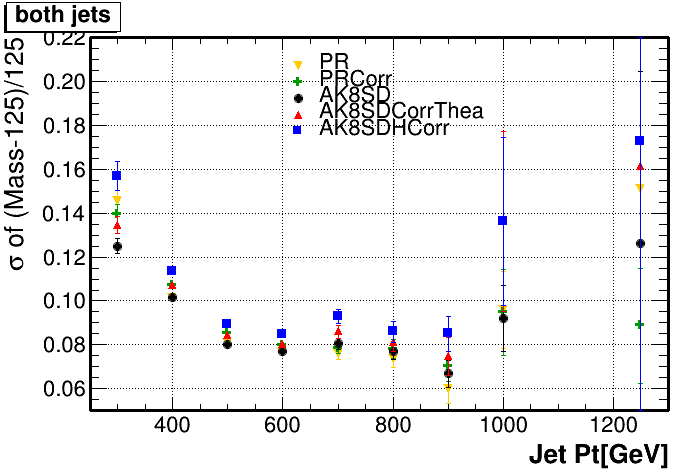 both jets
σ of (Mass-125)/125
0.22
0.20
0.18
0.16
0.14
0.12
0.10
0.08
0.06
PR
PRCorr
AK8SD
AK8SDCorrThea
AK8SDHCorr
400 600 800 1000 1200
Jet Pt[GeV]